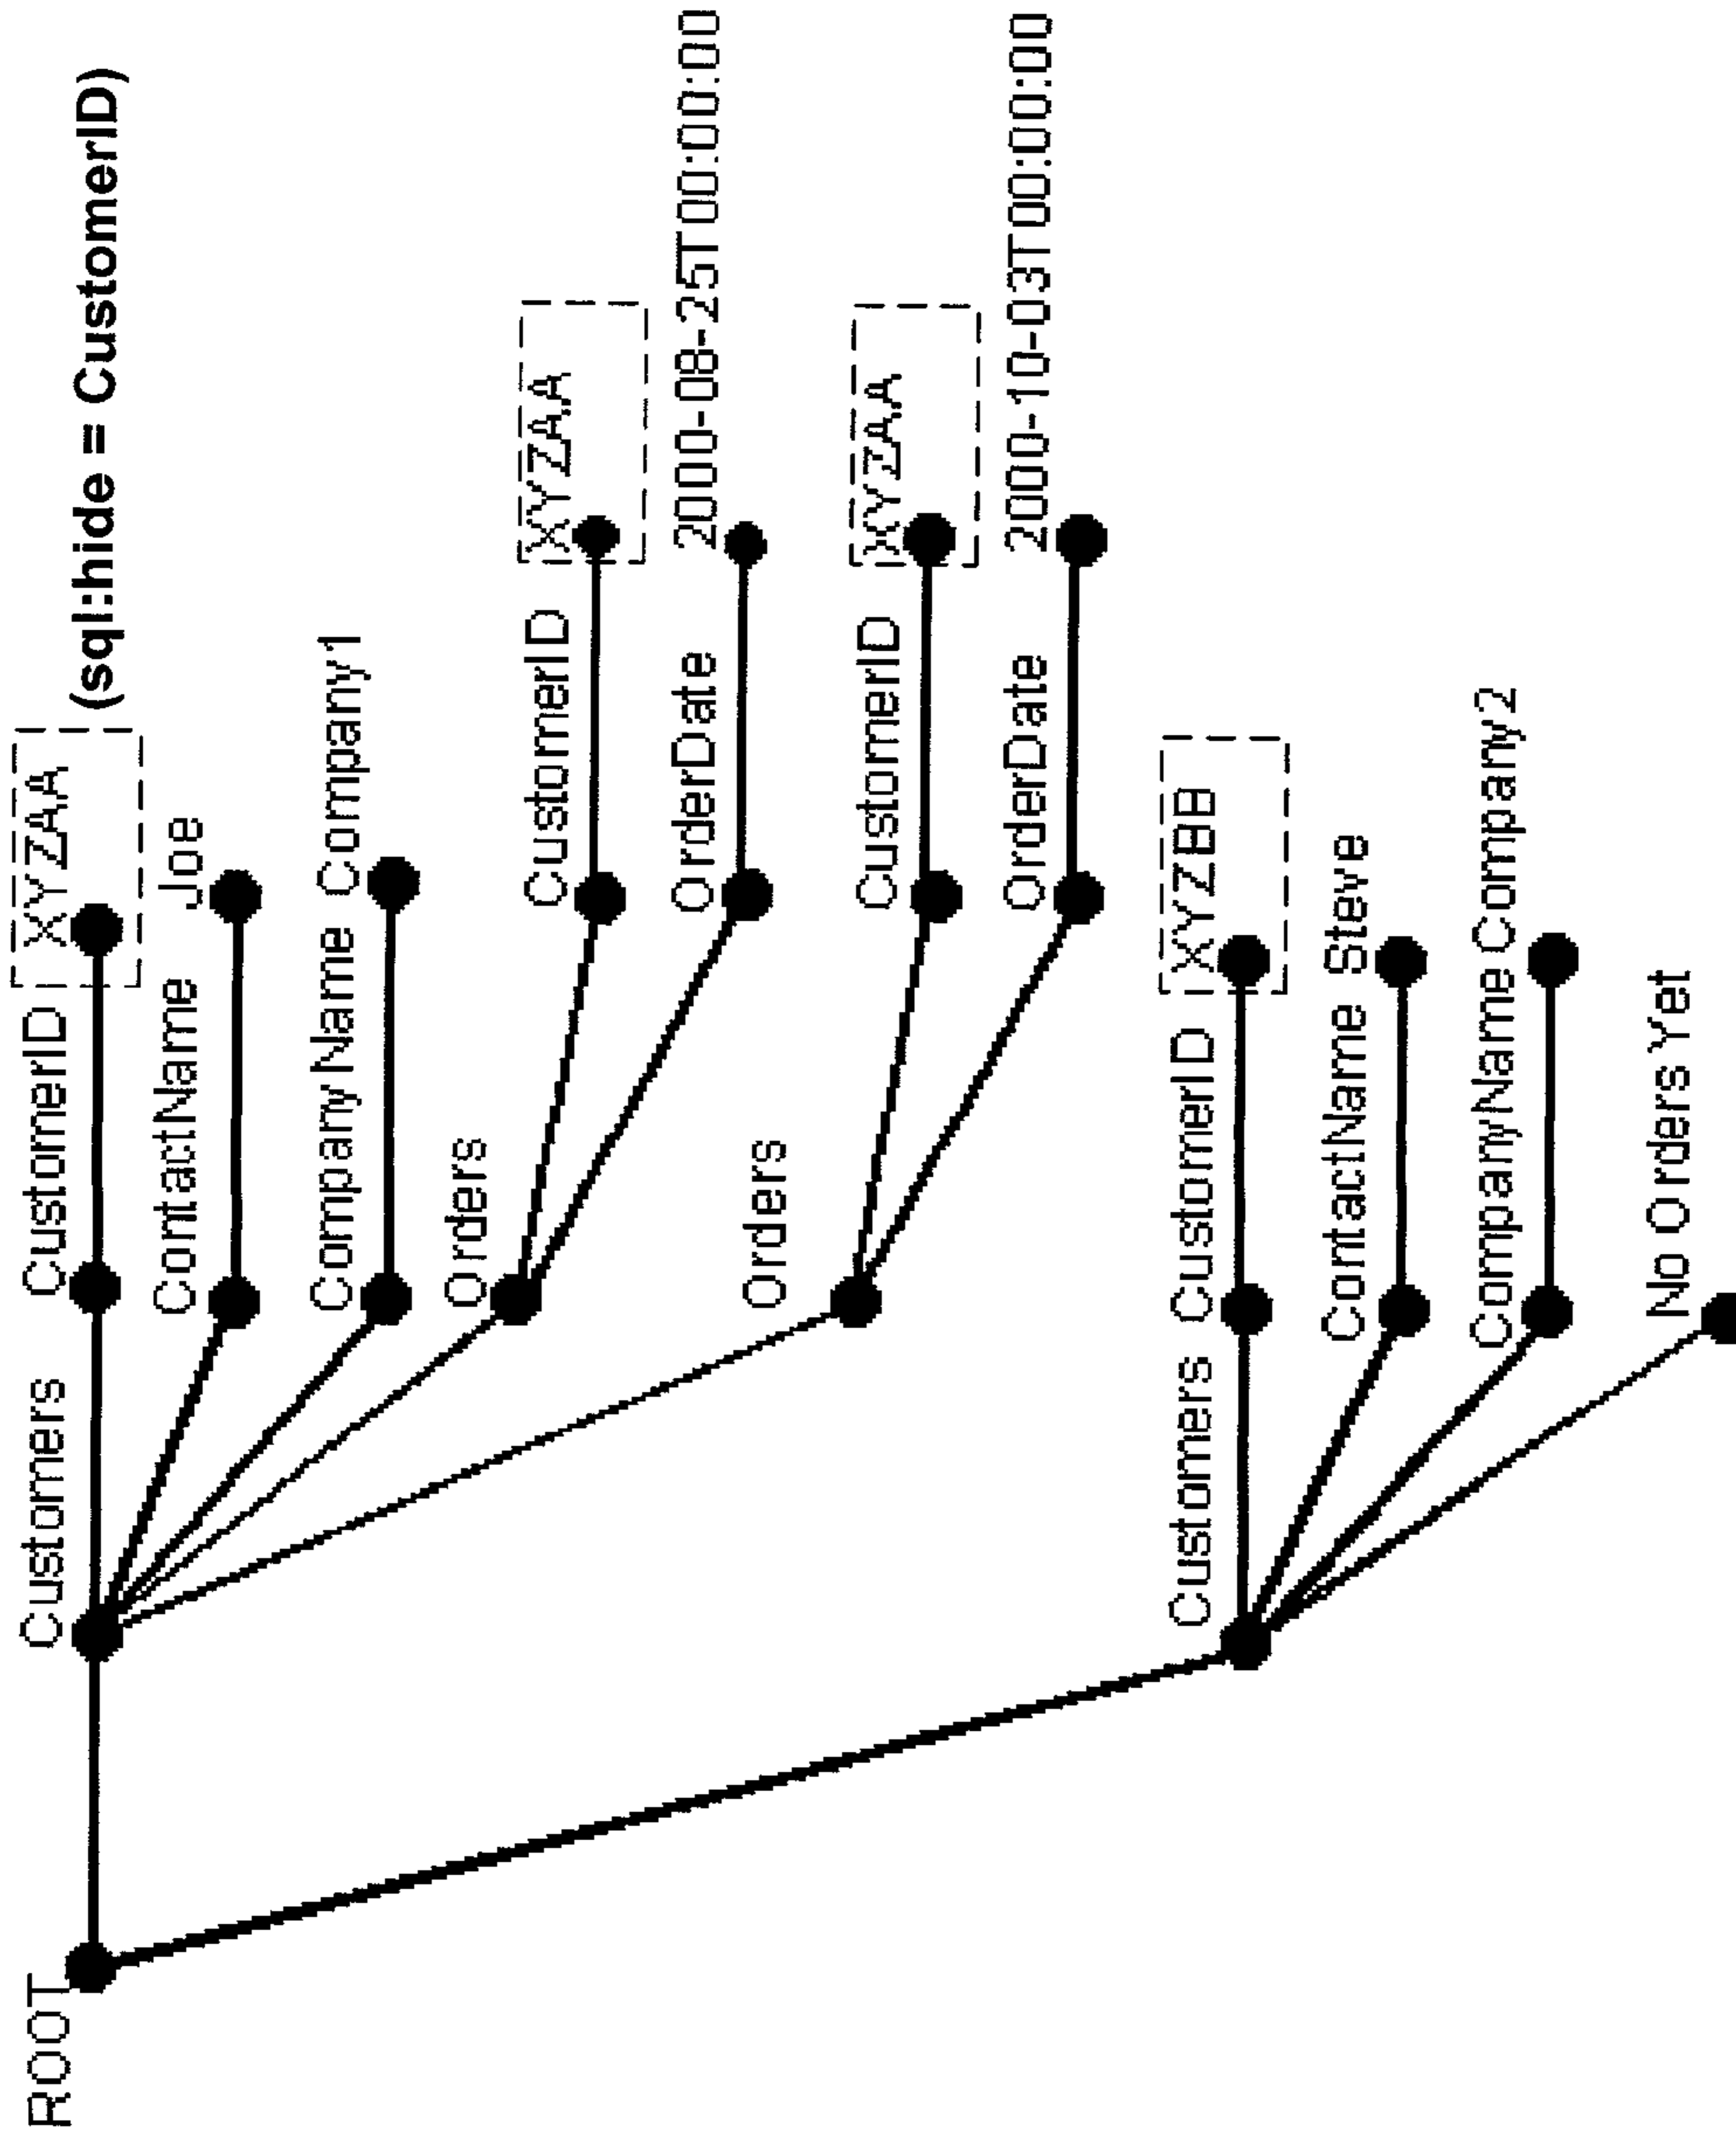 ROOT
Customers
CustomerID
XYZAA
(sql:hide = CustomerID)
ContactName
Joe
CompanyName
Company1
Orders
CustomerID
XYZAA
OrderDate
2000-08-25T00:00:00
Orders
CustomerID
XYZAA
OrderDate
2000-10-03T00:00:00
Customers
CustomerID
XYZBB
ContactName
Steve
CompanyName
Company2
No Orders Yet